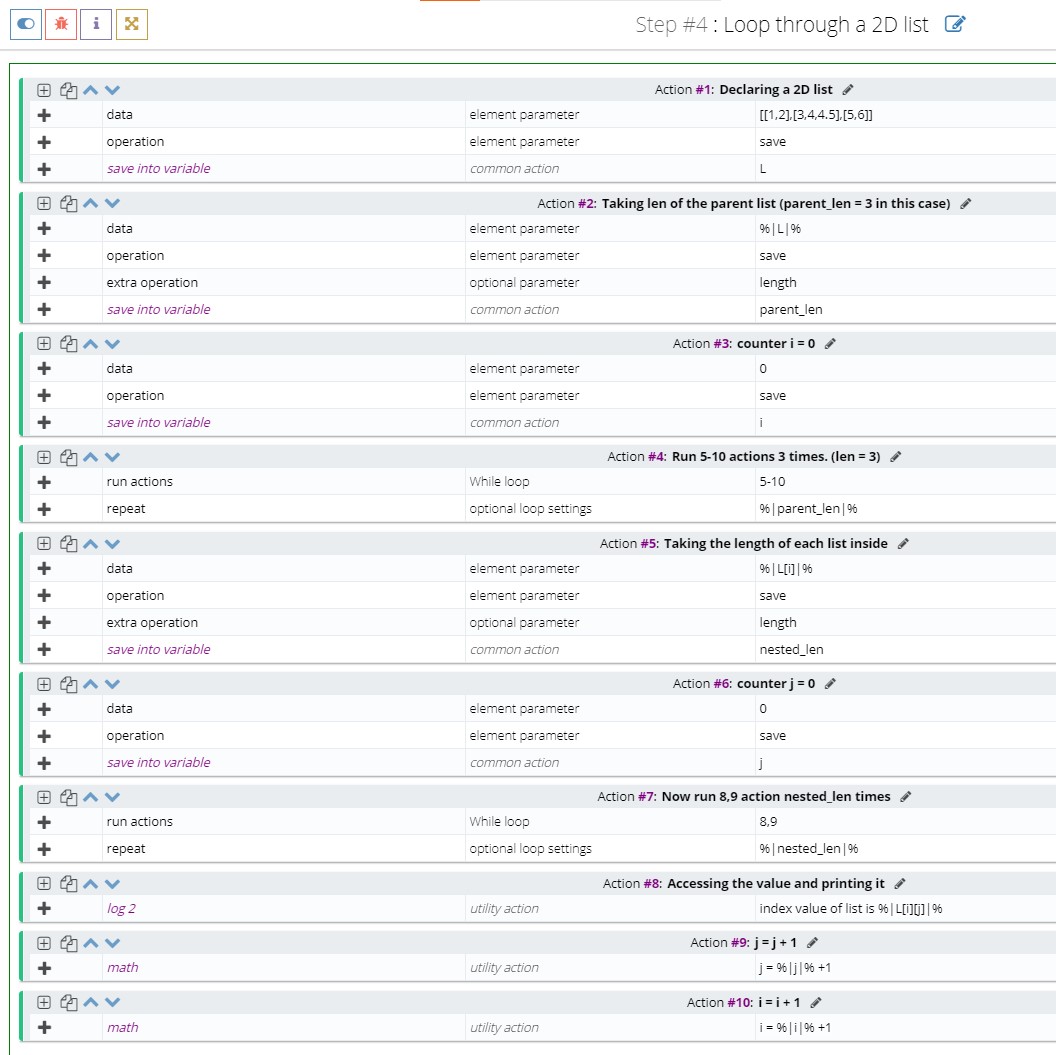 Step #4 : Loop through a 2D list
Action #1: Declaring a 2D list
data element parameter [[1,2],[3,4,4.5],[5,6]]
operation element parameter save
save into variable common action L
Action #2: Taking len of the parent list (parent_len = 3 in this case)
data element parameter %|L|%
operation element parameter save
extra operation optional parameter length
save into variable common action parent_len
Action #3: counter i = 0
data element parameter 0
operation element parameter save
save into variable common action i
Action #4: Run 5-10 actions 3 times. (len = 3)
run actions While loop 5-10
repeat optional loop settings %|parent_len|%
Action #5: Taking the length of each list inside
data element parameter %|L[i]|%
operation element parameter save
extra operation optional parameter length
save into variable common action nested_len
Action #6: counter j = 0
data element parameter 0
operation element parameter save
save into variable common action j
Action #7: Now run 8,9 action nested_len times
run actions While loop 8,9
repeat optional loop settings %|nested_len|%
Action #8: Accessing the value and printing it
log 2 utility action index value of list is %|L[i][j]|%
Action #9: j = j + 1
math utility action j = %|j|% +1
Action #10: i = i + 1
math utility action i = %|i|% +1